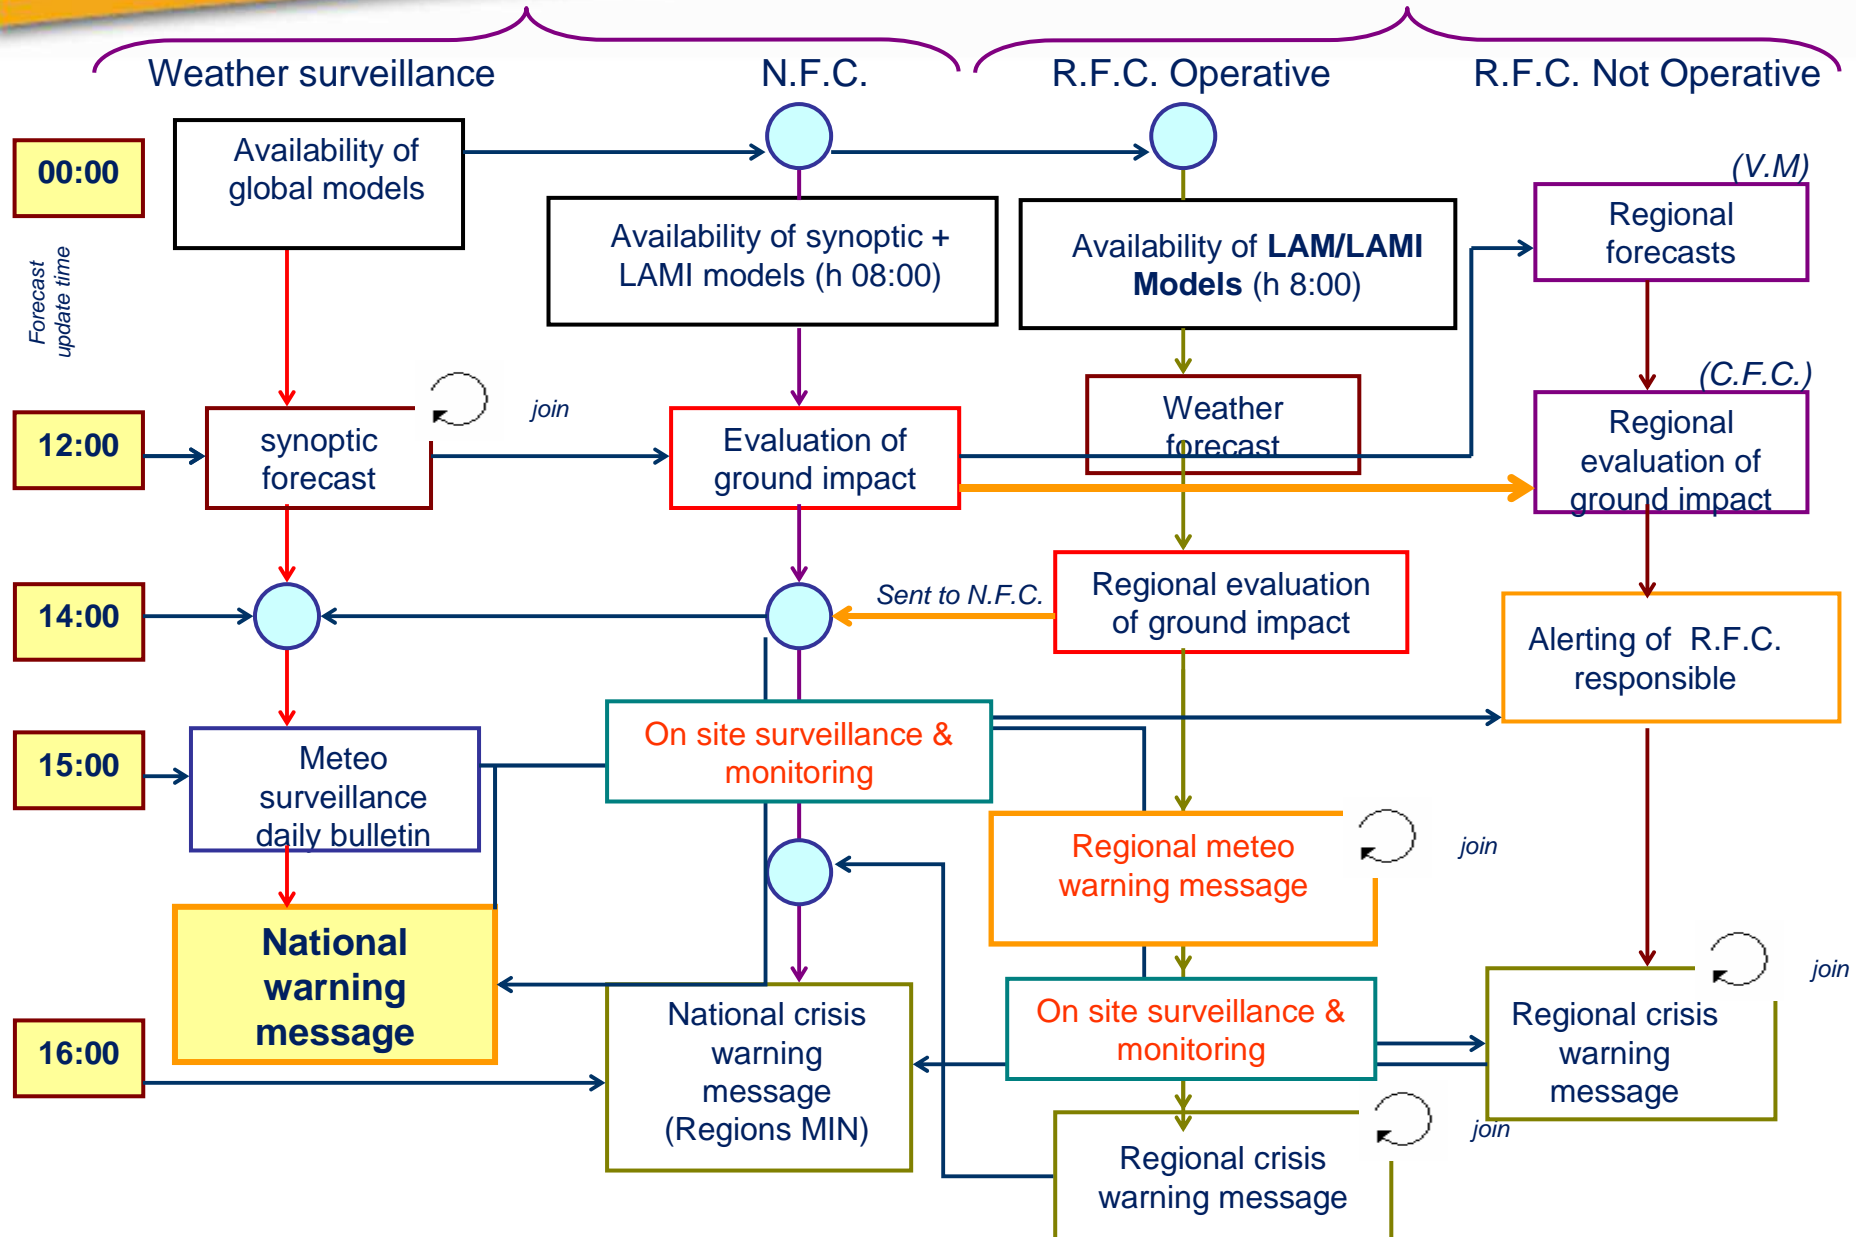 Weather surveillance
N.F.C.
R.F.C. Operative
R.F.C. Not Operative
00:00
Availability of
global models
Availability of synoptic +
LAMI models (h 08:00)
Availability of LAM/LAMI
Models (h 8:00)
(V.M)
Regional
forecasts
Forecast
update time
12:00
synoptic
forecast
join
Evaluation of
ground impact
Weather
forecast
(C.F.C.)
Regional
evaluation of
ground impact
14:00
Sent to N.F.C.
Regional evaluation
of ground impact
Alerting of R.F.C.
responsible
15:00
Meteo
surveillance
daily bulletin
On site surveillance &
monitoring
Regional meteo
warning message
join
National
warning
message
16:00
National crisis
warning
message
(Regions MIN)
On site surveillance &
monitoring
Regional crisis
warning
message
join
Regional crisis
warning message
join